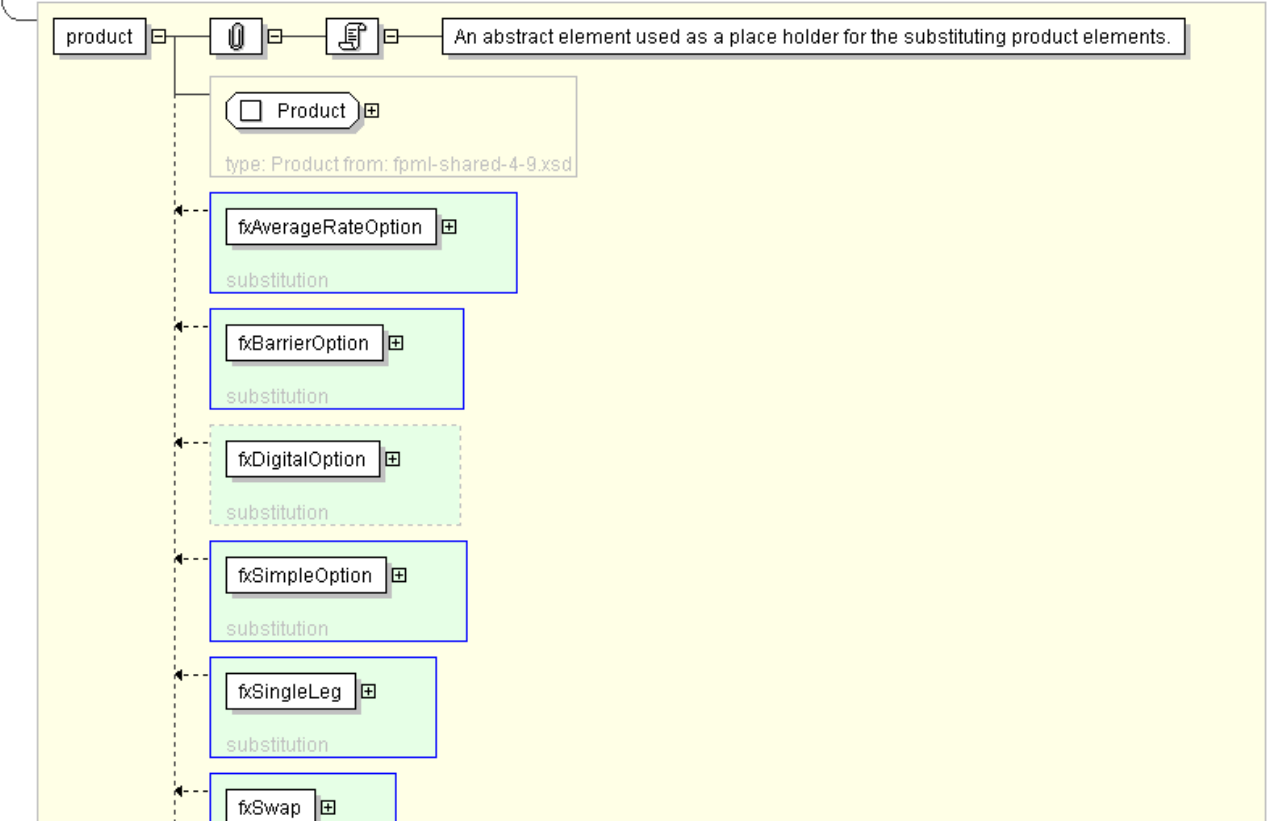 product
An abstract element used as a place holder for the substituting product elements.
Product
type: Product from: fpml-shared-4-9.xsd
fxAverageRateOption
substitution
fxBarrierOption
substitution
fxDigitalOption
substitution
fxSimpleOption
substitution
fxSingleLeg
substitution
fxSwap